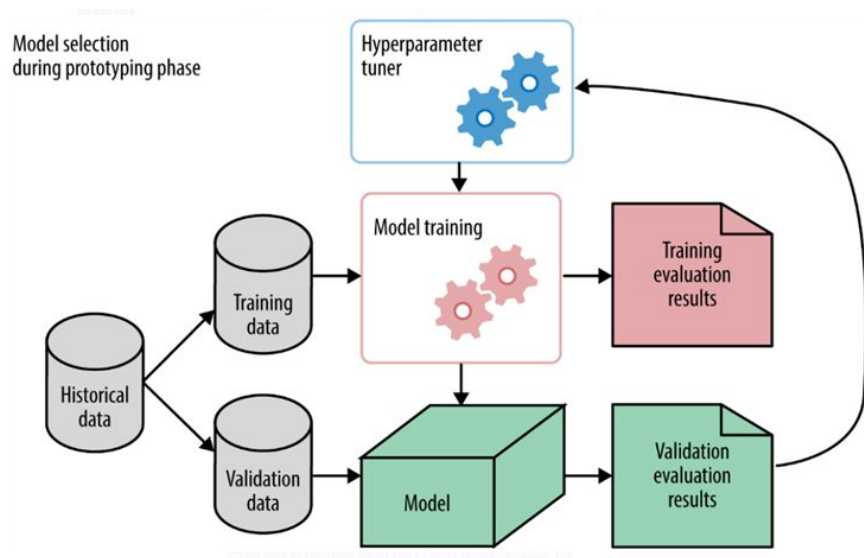 Model selection
during prototyping phase
Hyperparameter
tuner
Model training
Training
evaluation
results
Training
data
Historical
data
Validation
data
Model
Validation
evaluation
results